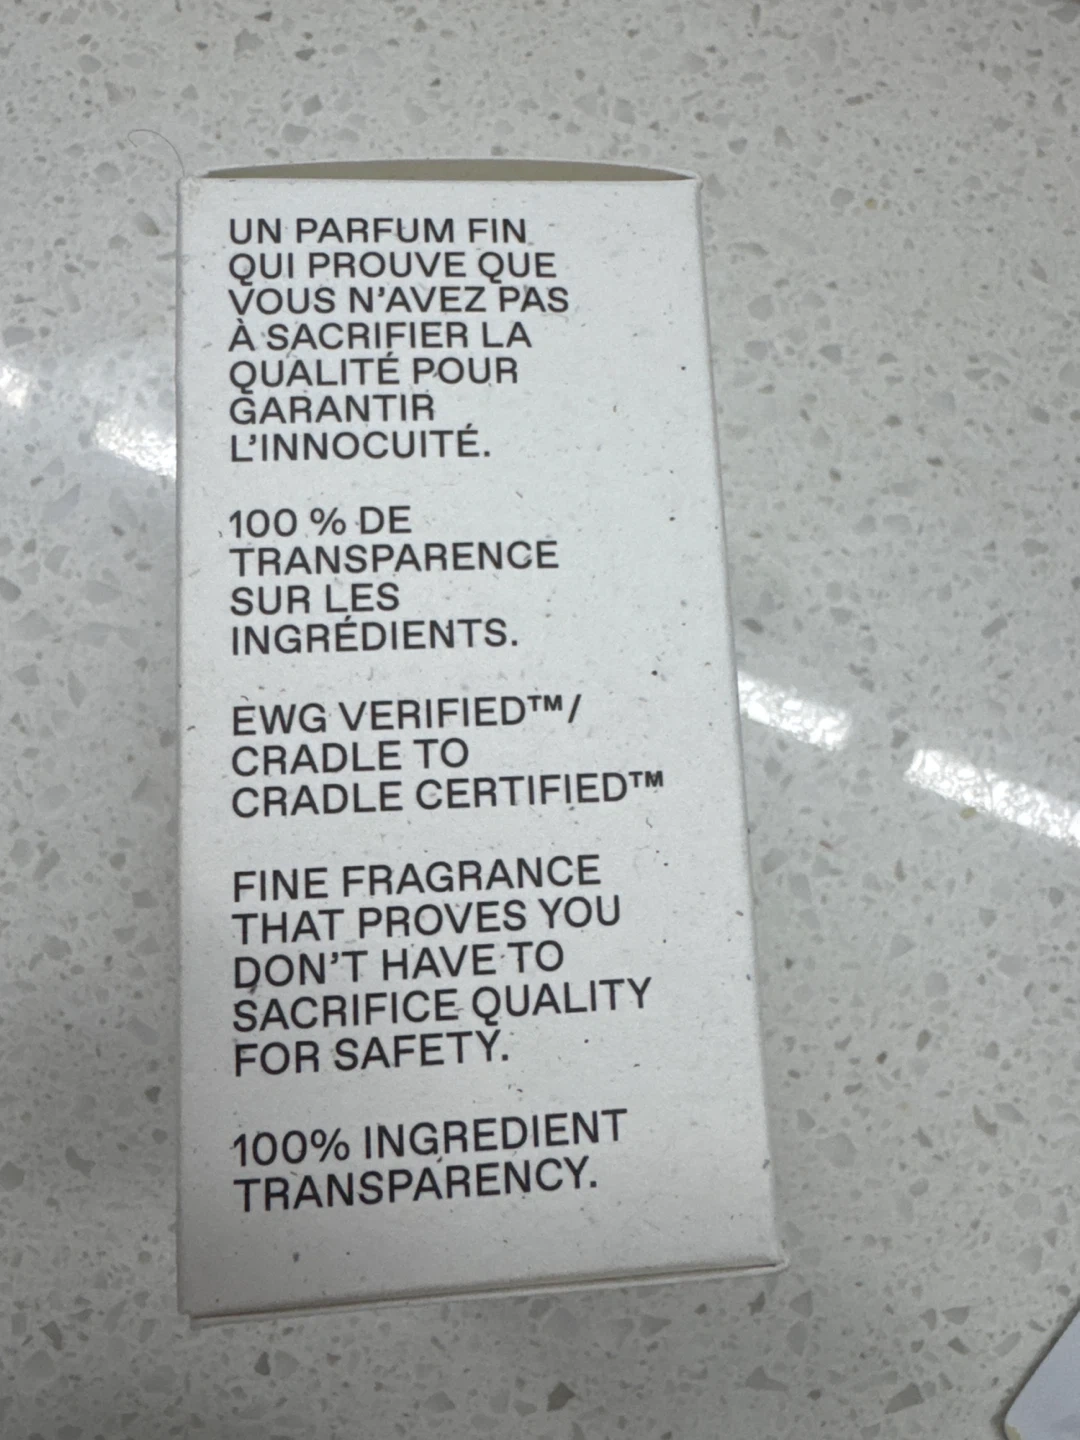 UN PARFUM FIN
QUI PROUVE QUE
VOUS N'AVEZ PAS
À SACRIFIER LA
QUALITÉ POUR
GARANTIR
L'INNOCUITÉ.
100 % DE
TRANSPARENCE
SUR LES
INGRÉDIENTS.
EWG VERIFIED™/
CRADLE TO
CRADLE CERTIFIED™
FINE FRAGRANCE
THAT PROVES YOU
DON'T HAVE TO
SACRIFICE QUALITY
FOR SAFETY.
100% INGREDIENT
TRANSPARENCY.